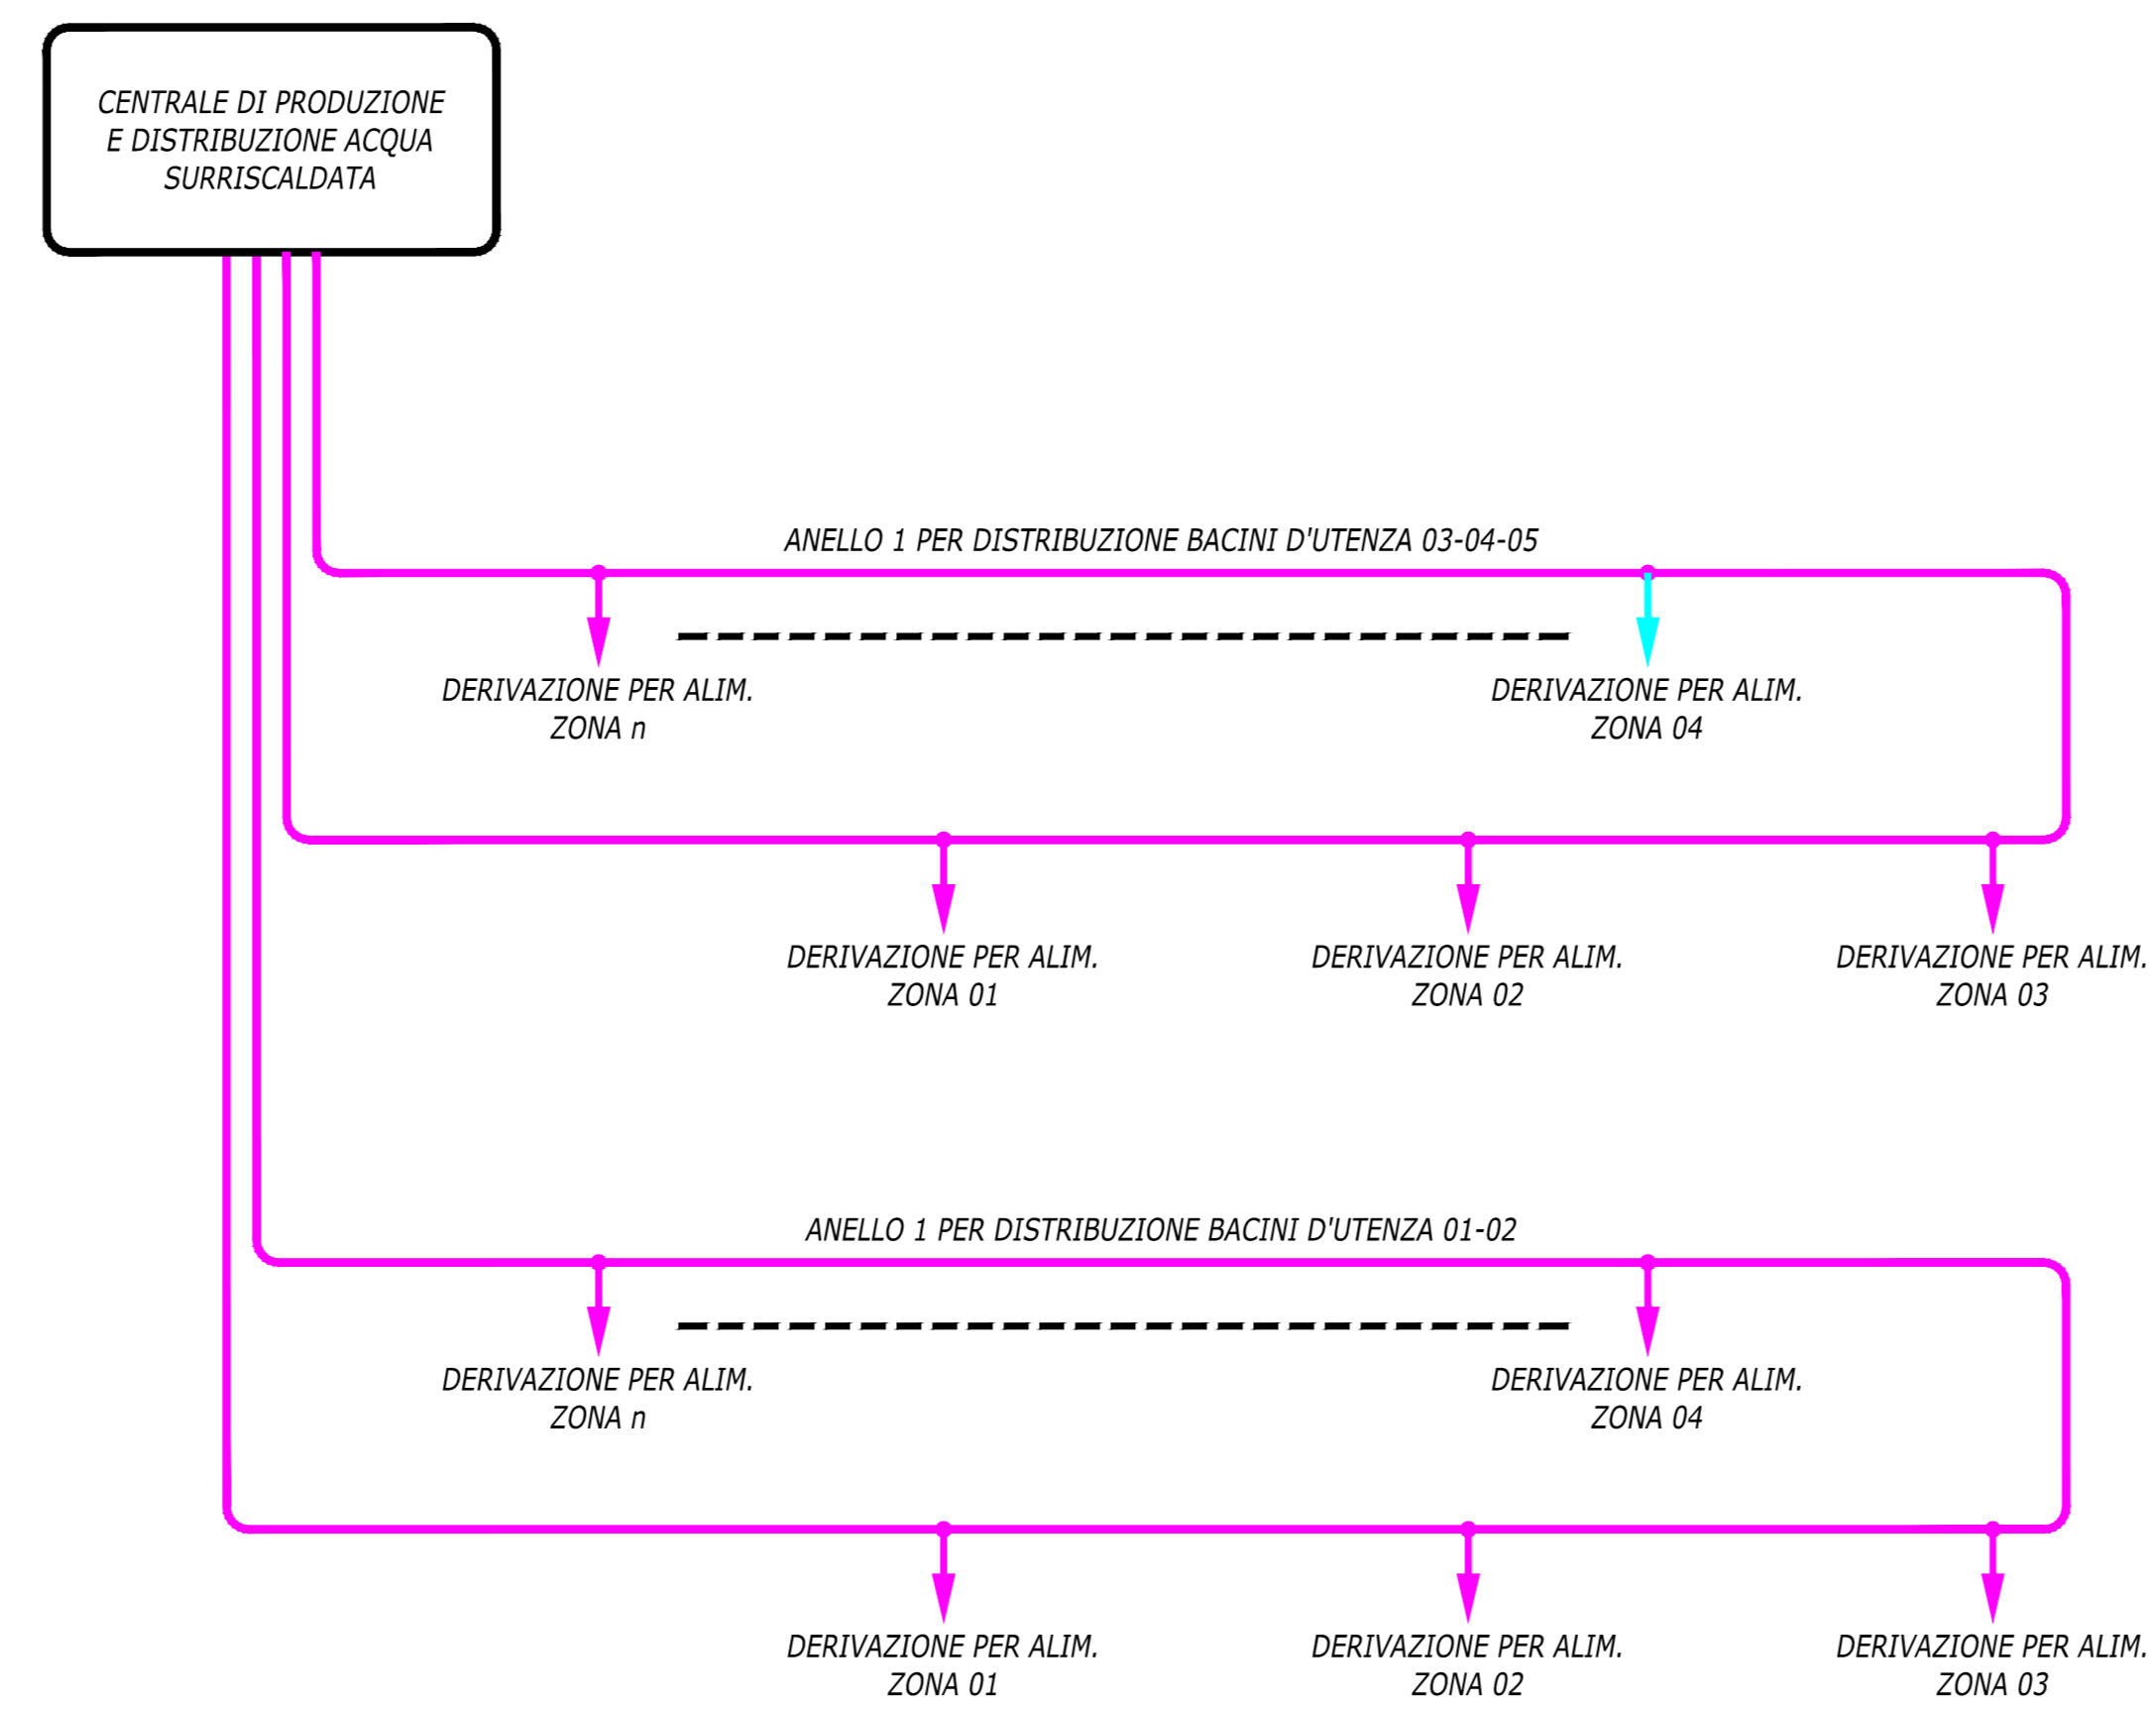 CENTRALE DI PRODUZIONE
E DISTRIBUZIONE ACQUA
SURRISCALDATA
ANELLO 1 PER DISTRIBUZIONE BACINI D'UTENZA 03-04-05
DERIVAZIONE PER ALIM.
ZONA n
DERIVAZIONE PER ALIM.
ZONA 04
DERIVAZIONE PER ALIM.
ZONA 01
DERIVAZIONE PER ALIM.
ZONA 02
DERIVAZIONE PER ALIM.
ZONA 03
ANELLO 1 PER DISTRIBUZIONE BACINI D'UTENZA 01-02
DERIVAZIONE PER ALIM.
ZONA n
DERIVAZIONE PER ALIM.
ZONA 04
DERIVAZIONE PER ALIM.
ZONA 01
DERIVAZIONE PER ALIM.
ZONA 02
DERIVAZIONE PER ALIM.
ZONA 03